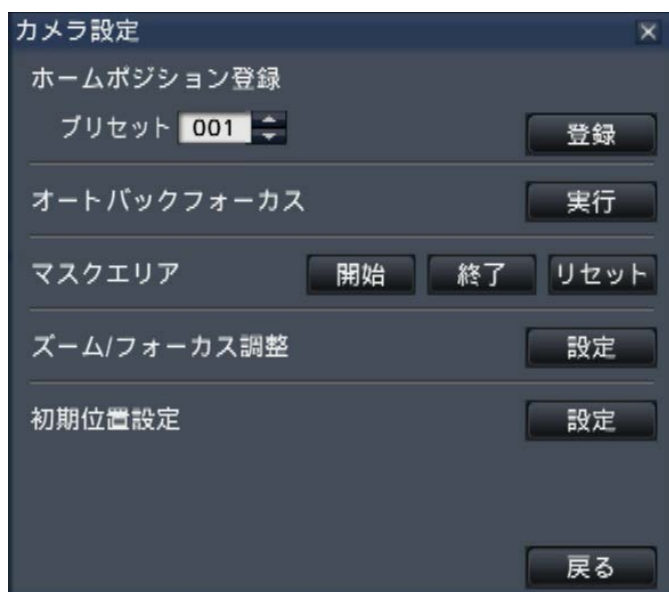 カメラ設定
ホームポジション登録
プリセット 001 登録
オートバックフォーカス 実行
マスクエリア 開始 終了 リセット
ズーム/フォーカス調整 設定
初期位置設定 設定
戻る